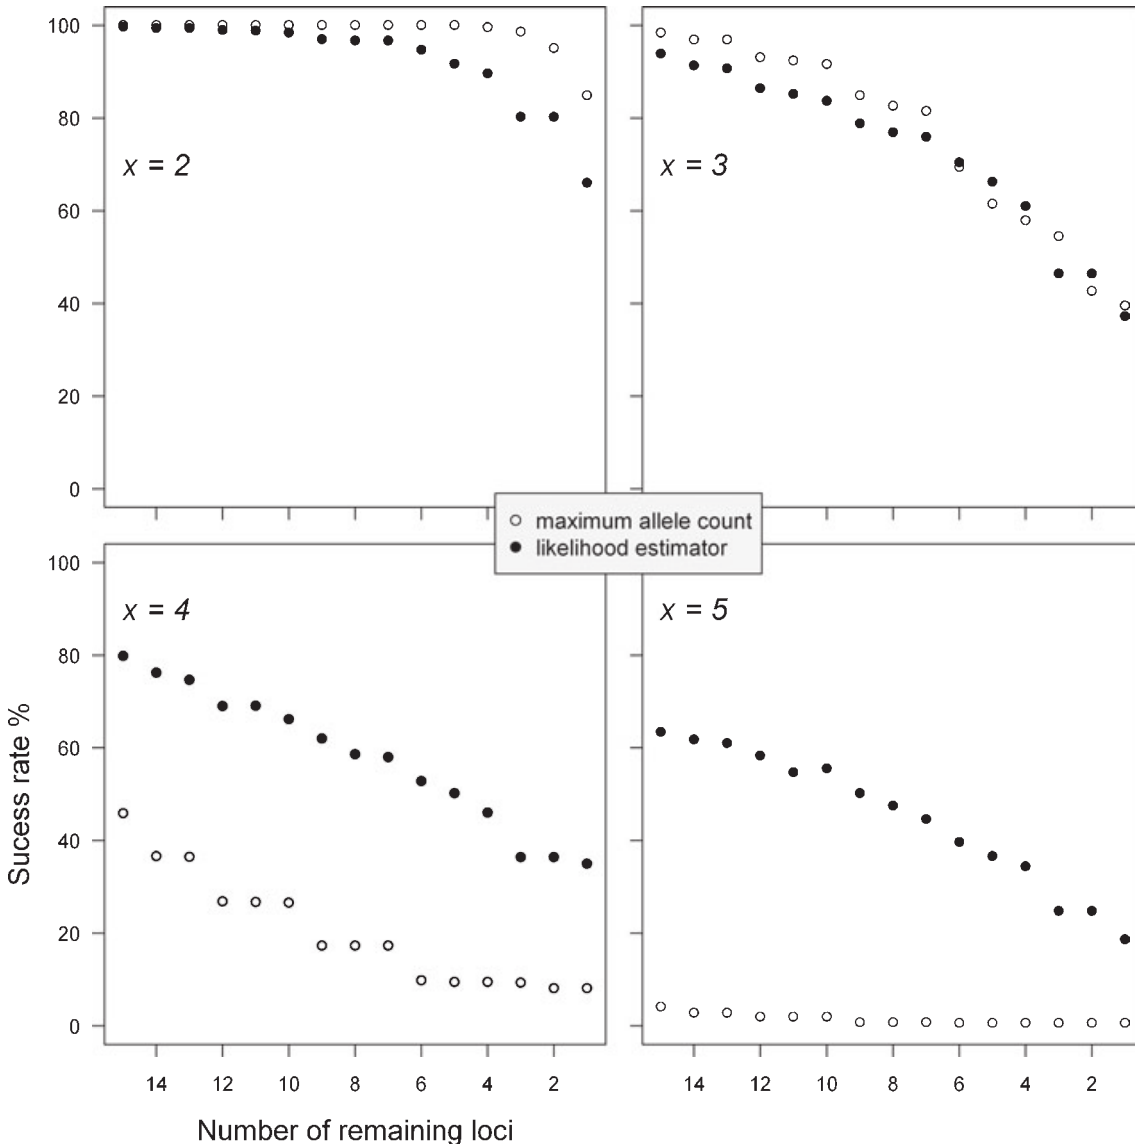 100
80
60
40
20
0
x = 2
x = 3
maximum allele count
likelihood estimator
100
80
60
40
20
0
x = 4
x = 5
Sucess rate %
14 12 10 8 6 4 2 14 12 10 8 6 4 2
Number of remaining loci